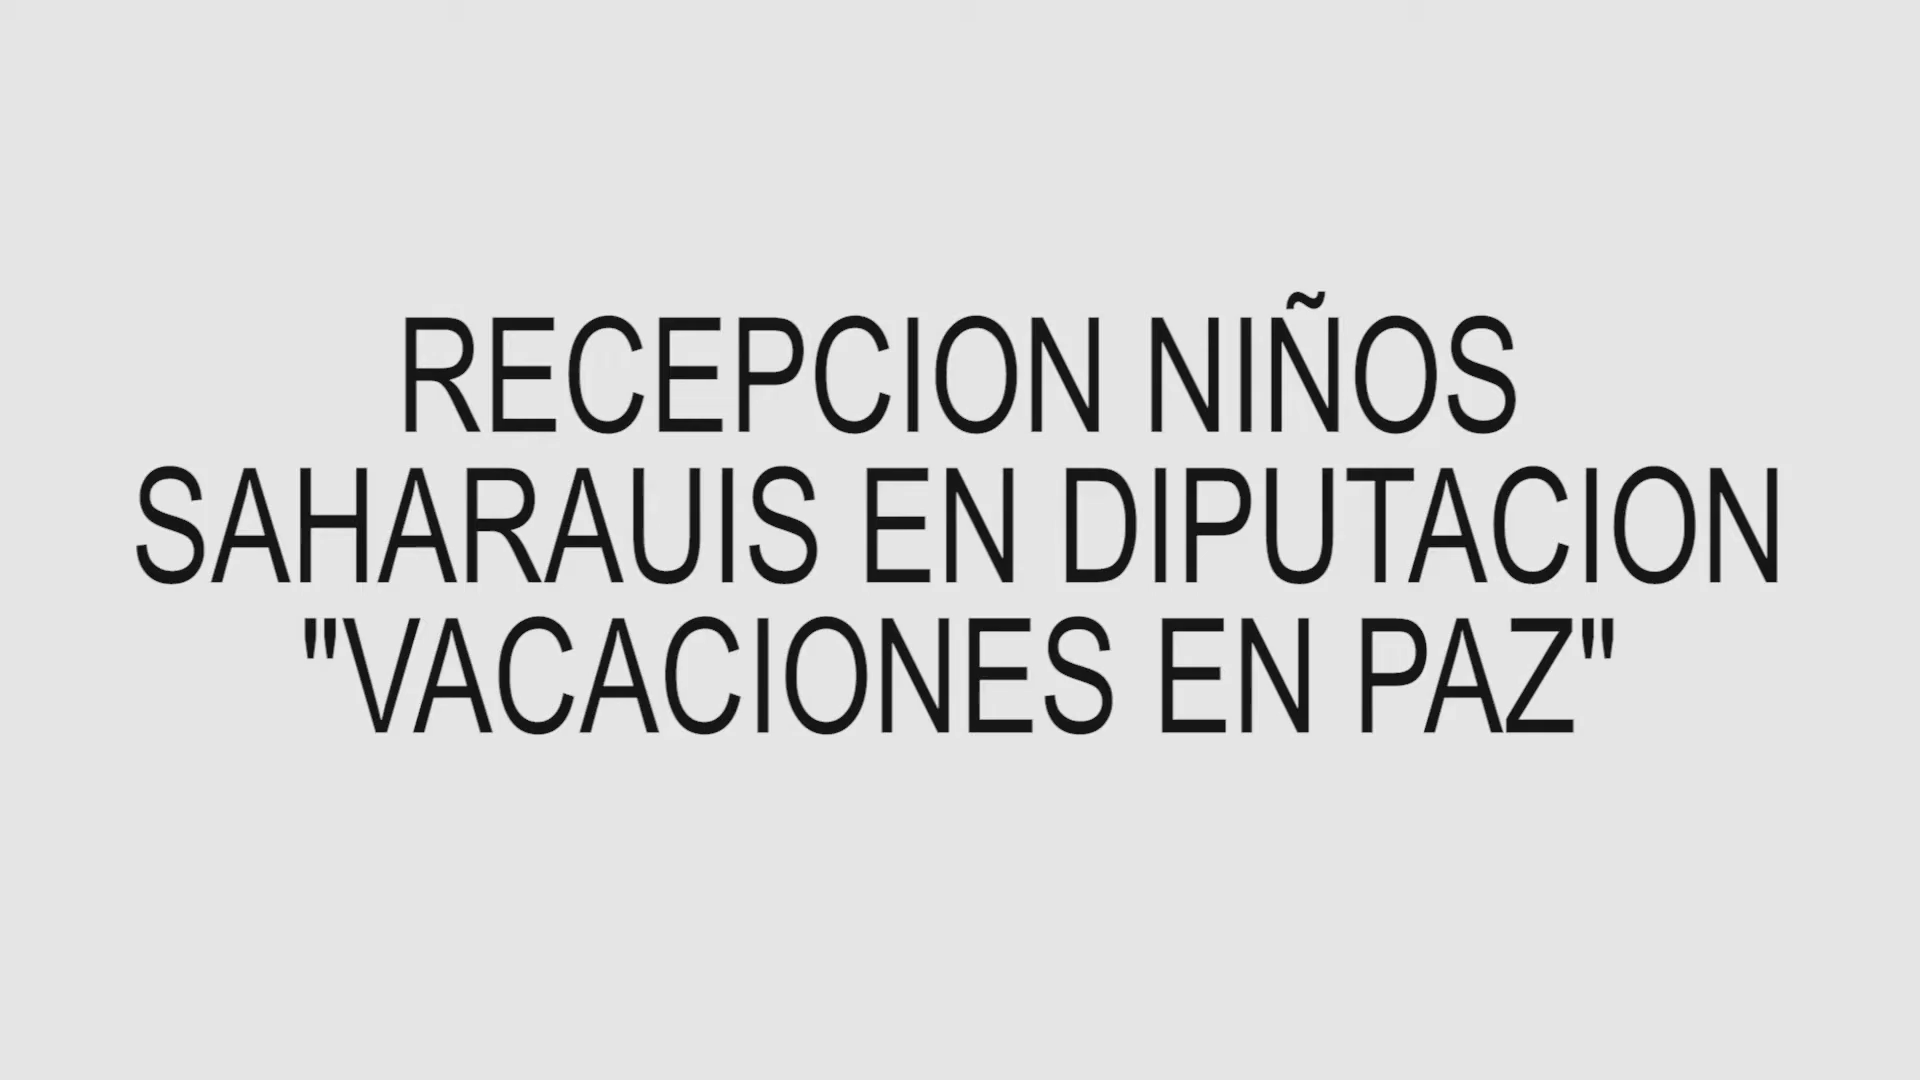 RECEPCION NIÑOS
SAHARAUIS EN DIPUTACION
"VACACIONES EN PAZ"